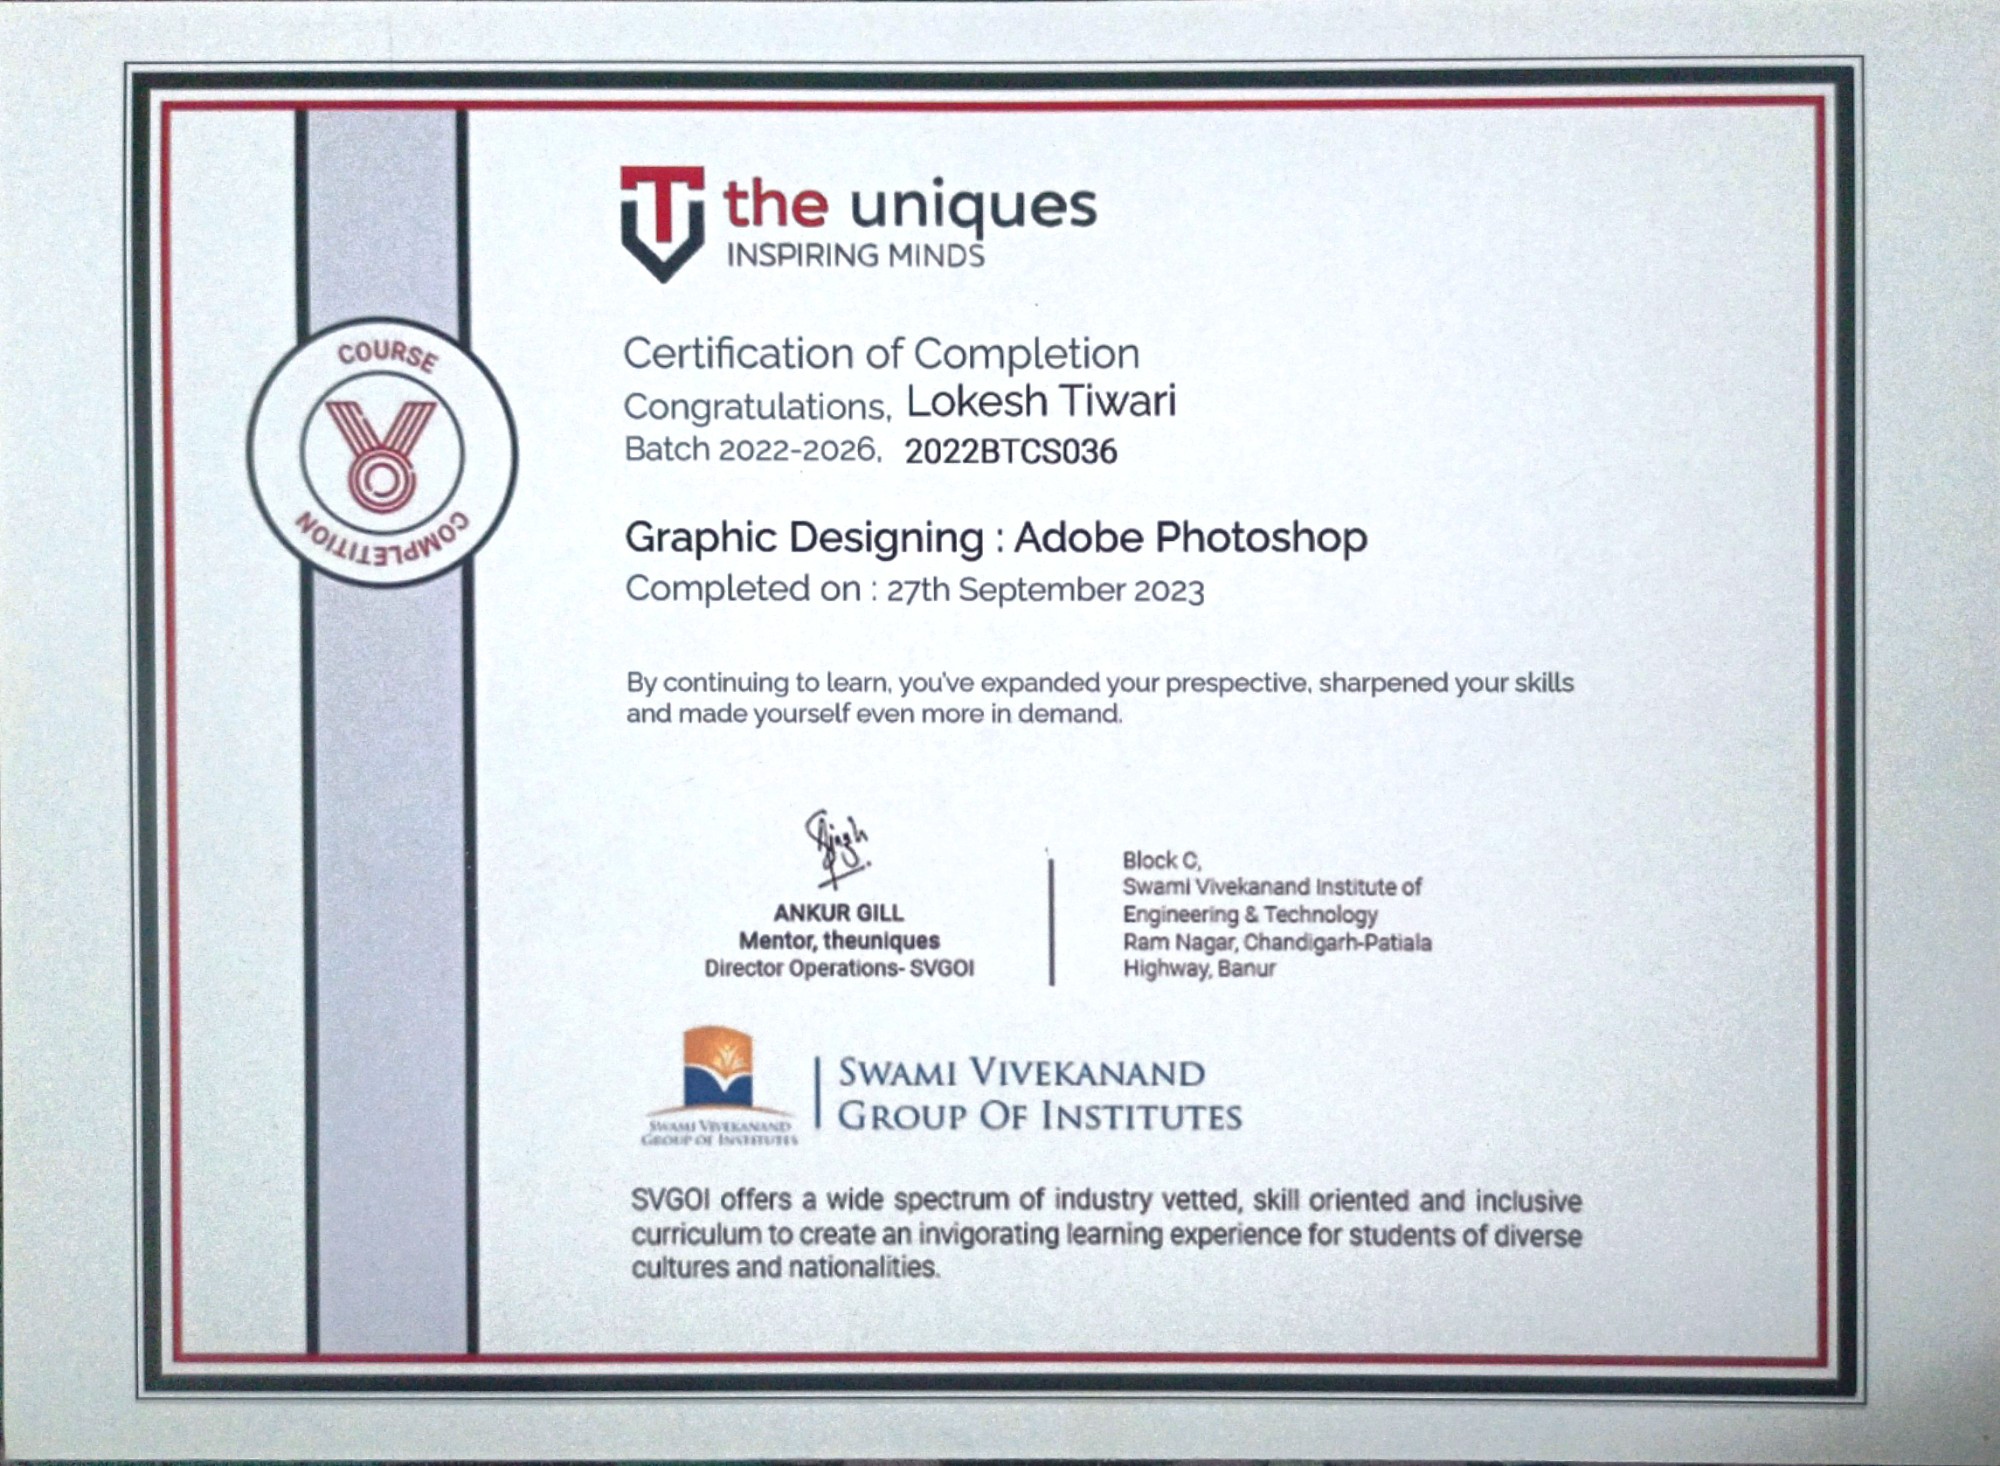 the uniques
INSPIRING MINDS
COURSE
COMPLETITION
Certification of Completion
Congratulations, Lokesh Tiwari
Batch 2022-2026, 2022BTCS036
Graphic Designing : Adobe Photoshop
Completed on : 27th September 2023
By continuing to learn, you've expanded your prespective, sharpened your skills
and made yourself even more in demand.
ANKUR GILL
Mentor, theuniques
Director Operations- SVGOI
Block C,
Swami Vivekanand Institute of
Engineering & Technology
Ram Nagar, Chandigarh-Patiala
Highway, Banur
SWAMI VIVEKANAND
GROUP OF INSTITUTES
SWAMI VIVEKANAND
GROUP OF INSTITUTES
SVGOI offers a wide spectrum of industry vetted, skill oriented and inclusive
curriculum to create an invigorating learning experience for students of diverse
cultures and nationalities.